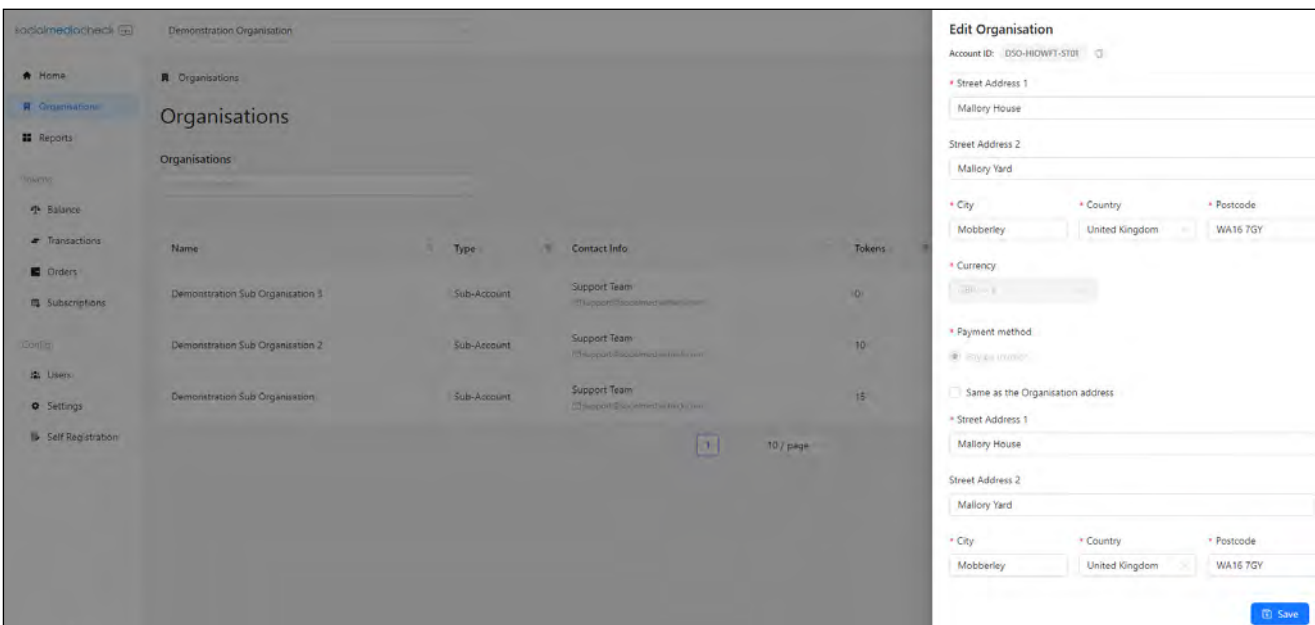 socialmediacheck
Demonstration Organisation
Home
Organisations
Reports
Balance
Transactions
Orders
Subscriptions
Config
Users
Settings
Self Registration
Organisations
Organisations
Organisations
Name Type Contact Info Tokens
Demonstration Sub Organisation 3 Sub-Account Support Team 0
Demonstration Sub Organisation 2 Sub-Account Support Team 10
Demonstration Sub Organisation Sub-Account Support Team 15
1 10 / page
Edit Organisation
Account ID: DSO-HIOWFT-ST01
* Street Address 1
Mallory House
Street Address 2
Mallory Yard
* City * Country * Postcode
Mobberley United Kingdom WA16 7GY
* Currency
* Payment method
Same as the Organisation address
* Street Address 1
Mallory House
Street Address 2
Mallory Yard
* City * Country * Postcode
Mobberley United Kingdom WA16 7GY
Save